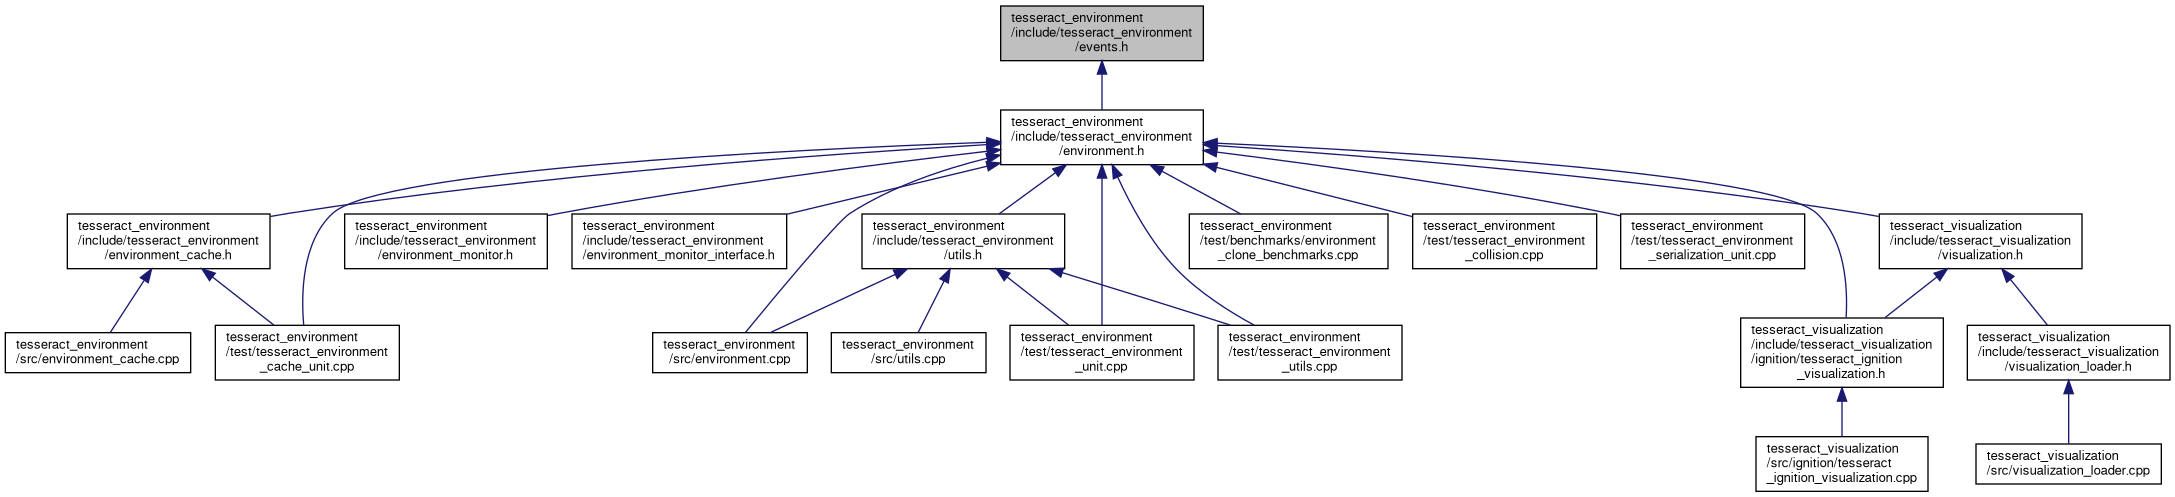 tesseract_environment
/include/tesseract_environment
/events.h
tesseract_environment
/include/tesseract_environment
/environment.h
tesseract_environment
/include/tesseract_environment
/environment_cache.h
tesseract_environment
/include/tesseract_environment
/environment_monitor.h
tesseract_environment
/include/tesseract_environment
/environment_monitor_interface.h
tesseract_environment
/include/tesseract_environment
/utils.h
tesseract_environment
/test/benchmarks/environment
_clone_benchmarks.cpp
tesseract_environment
/test/tesseract_environment
_collision.cpp
tesseract_environment
/test/tesseract_environment
_serialization_unit.cpp
tesseract_visualization
/include/tesseract_visualization
/visualization.h
tesseract_environment
/src/environment_cache.cpp
tesseract_environment
/test/tesseract_environment
_cache_unit.cpp
tesseract_environment
/src/environment.cpp
tesseract_environment
/src/utils.cpp
tesseract_environment
/test/tesseract_environment
_unit.cpp
tesseract_environment
/test/tesseract_environment
_utils.cpp
tesseract_visualization
/include/tesseract_visualization
/ignition/tesseract_ignition
_visualization.h
tesseract_visualization
/include/tesseract_visualization
/visualization_loader.h
tesseract_visualization
/src/ignition/tesseract
_ignition_visualization.cpp
tesseract_visualization
/src/visualization_loader.cpp